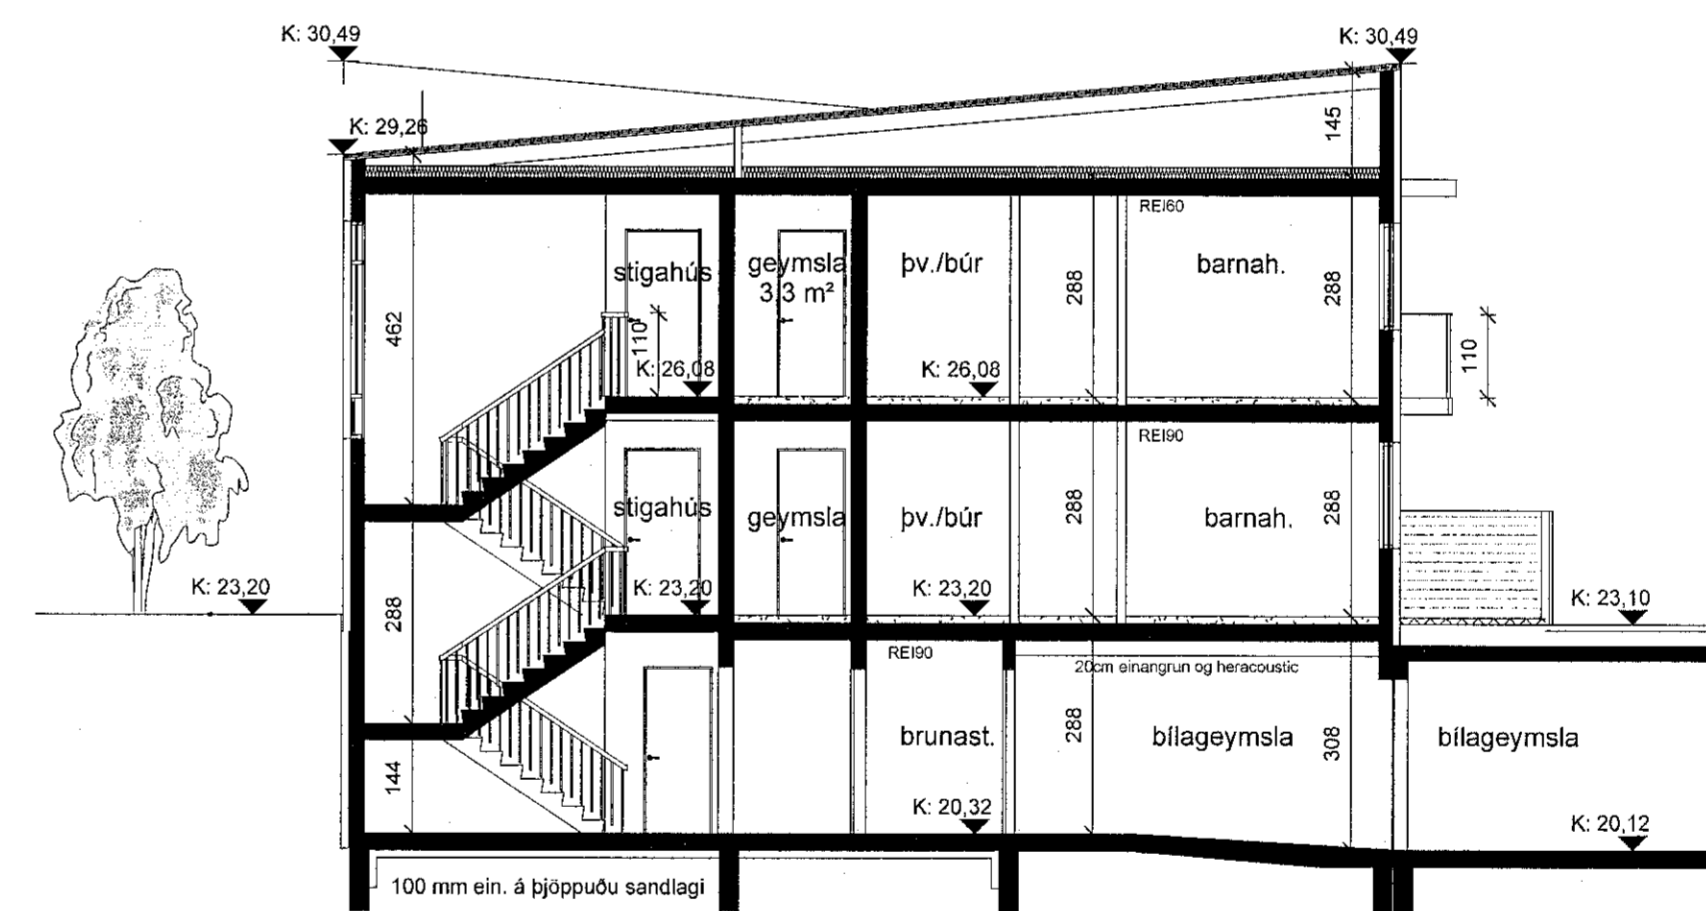 K: 30,49
K: 30,49
K: 29,26
145
REI60
stigahús
geymsla
3,3 m²
þv./búr
288
barnah.
288
462
110
K: 26,08
K: 26,08
110
REI90
stigahús
geymsla
þv./búr
288
barnah.
288
K: 23,20
K: 23,20
K: 23,20
K: 23,10
288
REI90
20cm einangrun og heracoustic
brunast.
288
bílageymsla
308
bílageymsla
144
K: 20,32
K: 20,12
100 mm ein. á þjöppuðu sandlagi